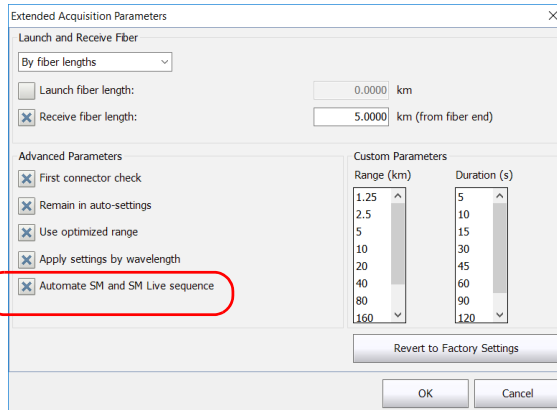 Extended Acquisition Parameters
Launch and Receive Fiber
By fiber lengths
Launch fiber length: 0.0000 km
Receive fiber length: 5.0000 km (from fiber end)
Advanced Parameters
First connector check
Remain in auto-settings
Use optimized range
Apply settings by wavelength
Automate SM and SM Live sequence
Custom Parameters
Range (km) Duration (s)
1.25 5
2.5 10
5 15
10 30
20 45
40 60
80 90
160 120
Revert to Factory Settings
OK Cancel